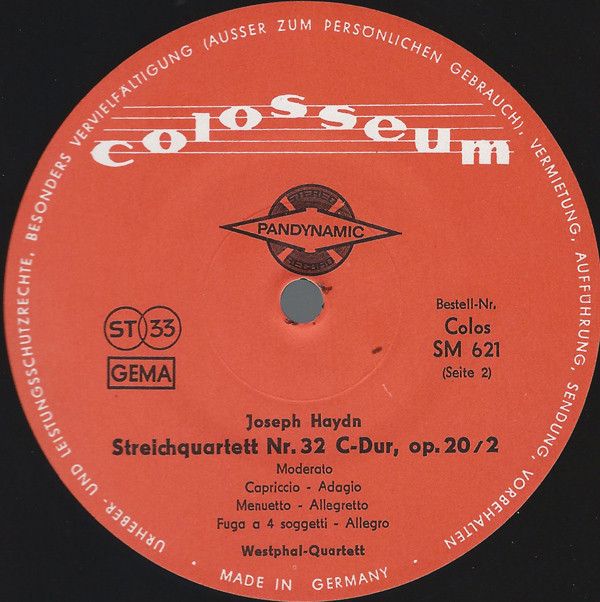 URHEBER- UND LEISTUNGSSCHUTZRECHTE, BESONDERS VERVIELFÄLTIGUNG (AUSSER ZUM PERSÖNLICHEN GEBRAUCH), VERMIETUNG, AUFFÜHRUNG, SENDUNG, VORBEHALTEN
colosseum
STEREO
PANDYNAMIC
RECORD
ST 33
GEMA
Bestell-Nr.
Colos
SM 621
(Seite 2)
Joseph Haydn
Streichquartett Nr. 32 C-Dur, op. 20/2
Moderato
Capriccio - Adagio
Menuetto - Allegretto
Fuga a 4 soggetti - Allegro
Westphal-Quartett
• MADE IN GERMANY •